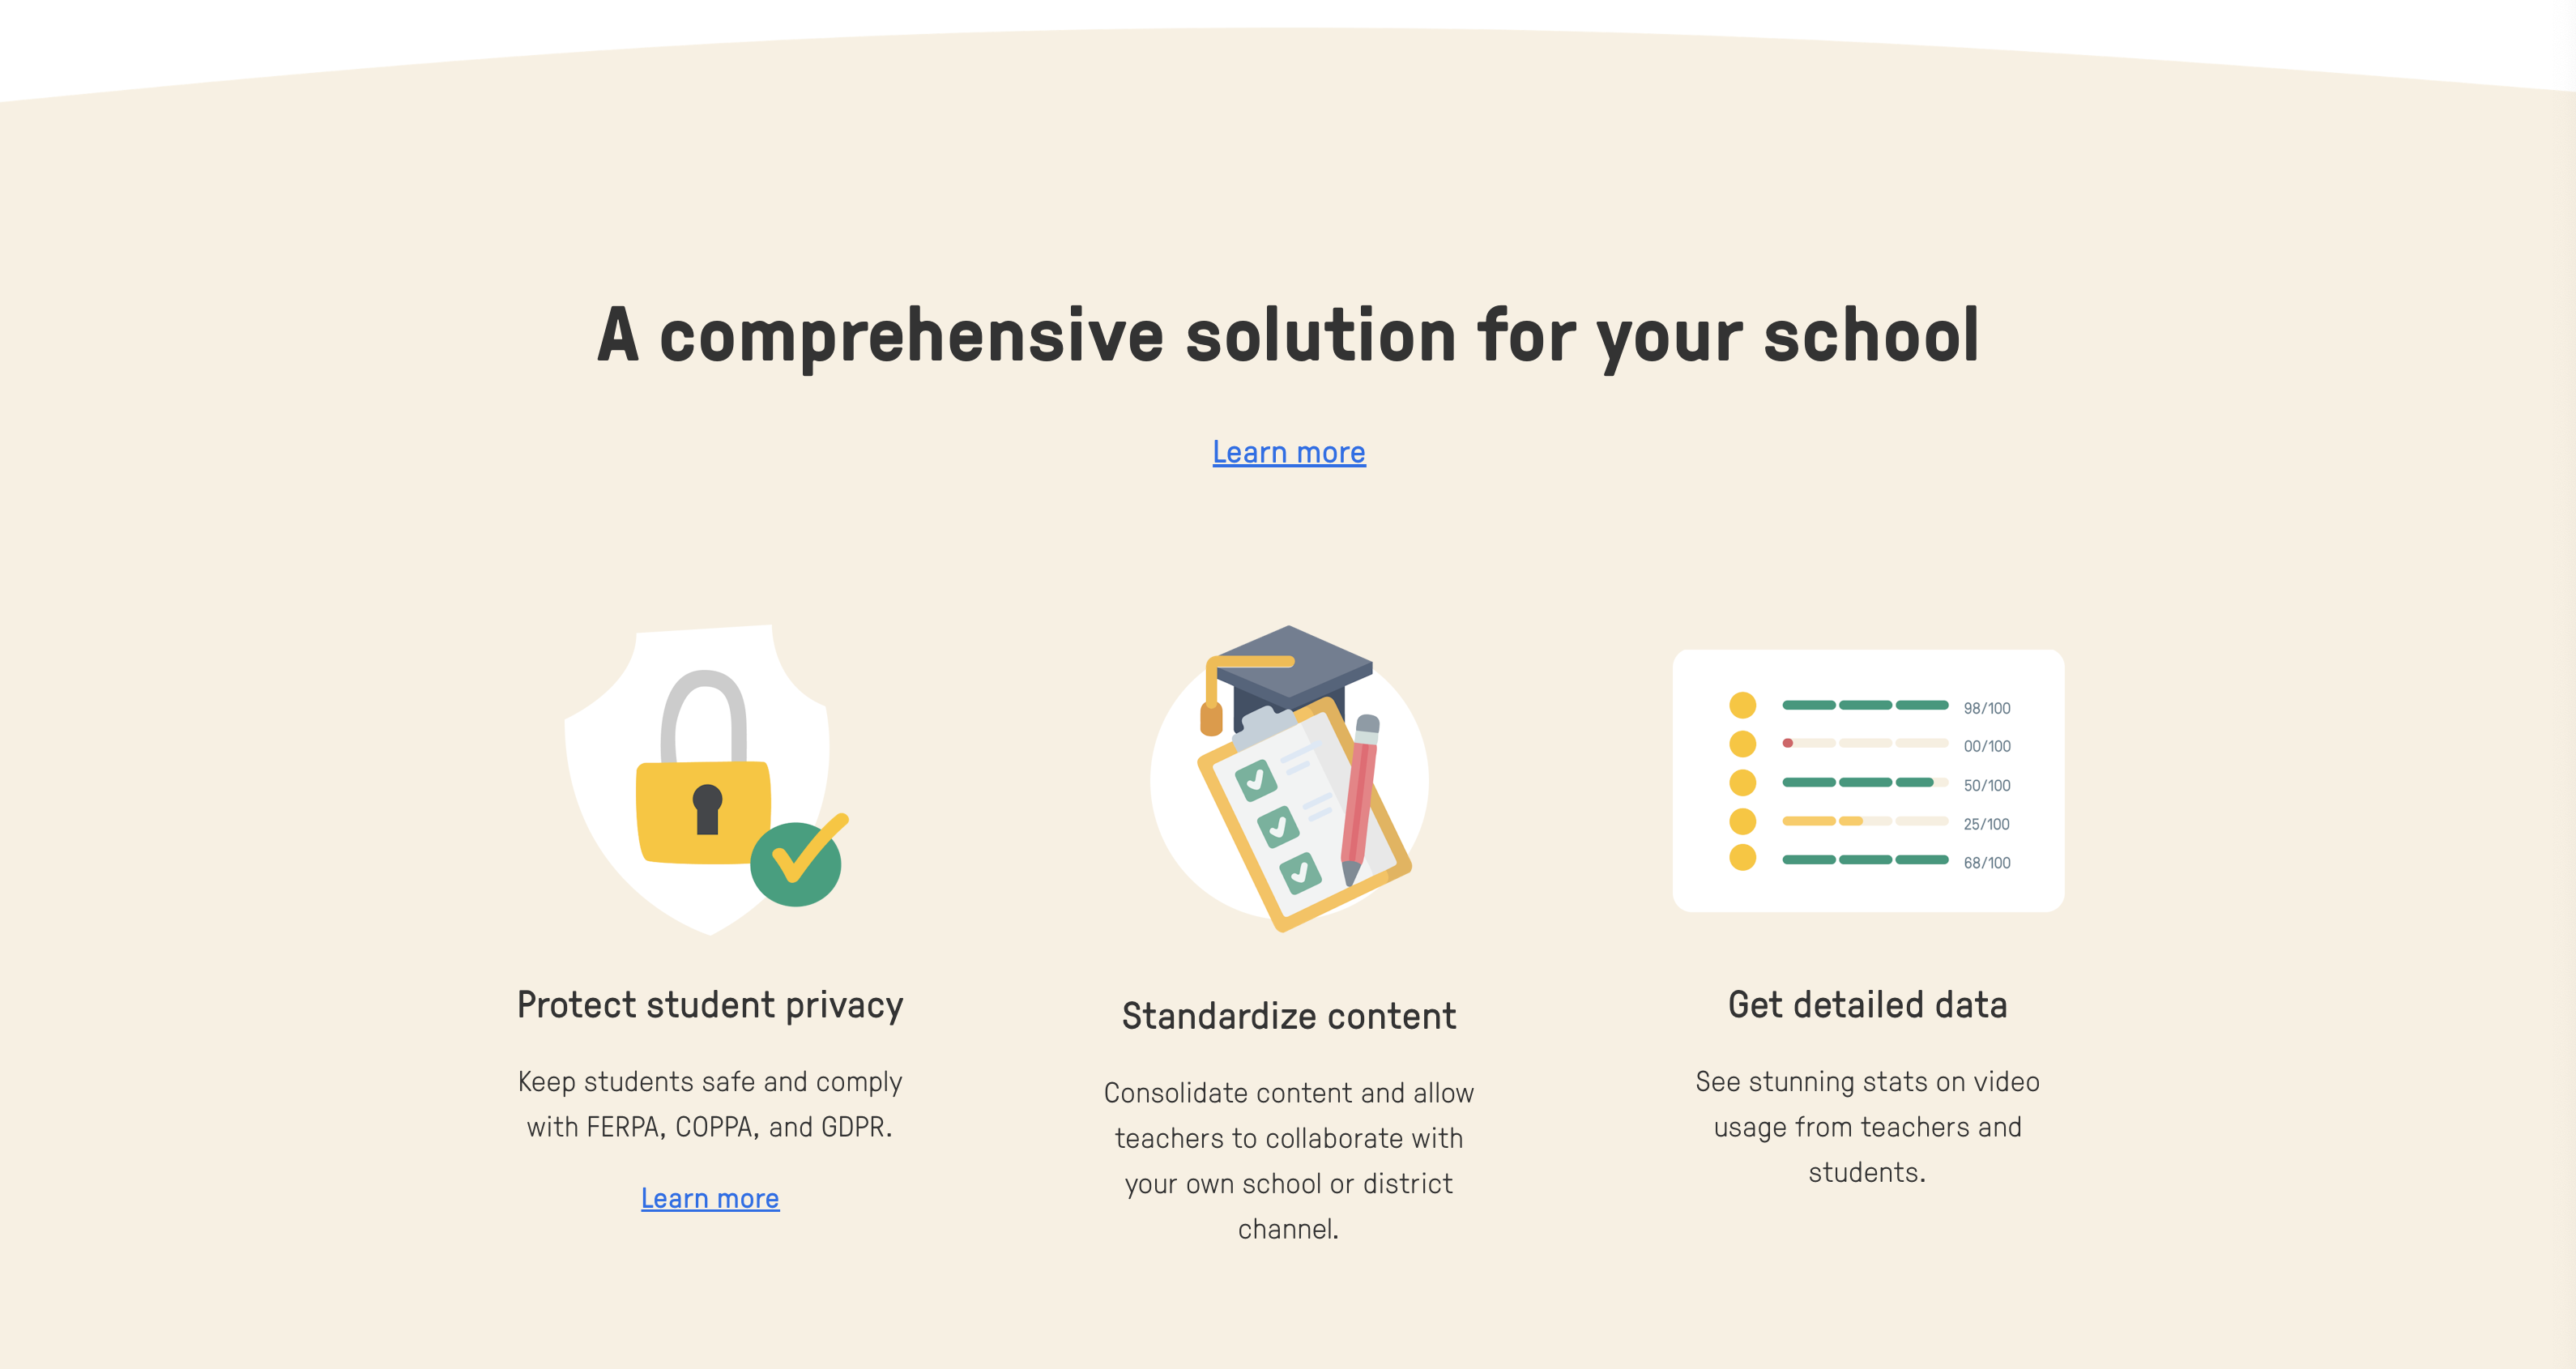 A comprehensive solution for your school
Learn more
98/100
00/100
50/100
25/100
68/100
Protect student privacy
Keep students safe and comply
with FERPA, COPPA, and GDPR.
Learn more
Standardize content
Consolidate content and allow
teachers to collaborate with
your own school or district
channel.
Get detailed data
See stunning stats on video
usage from teachers and
students.